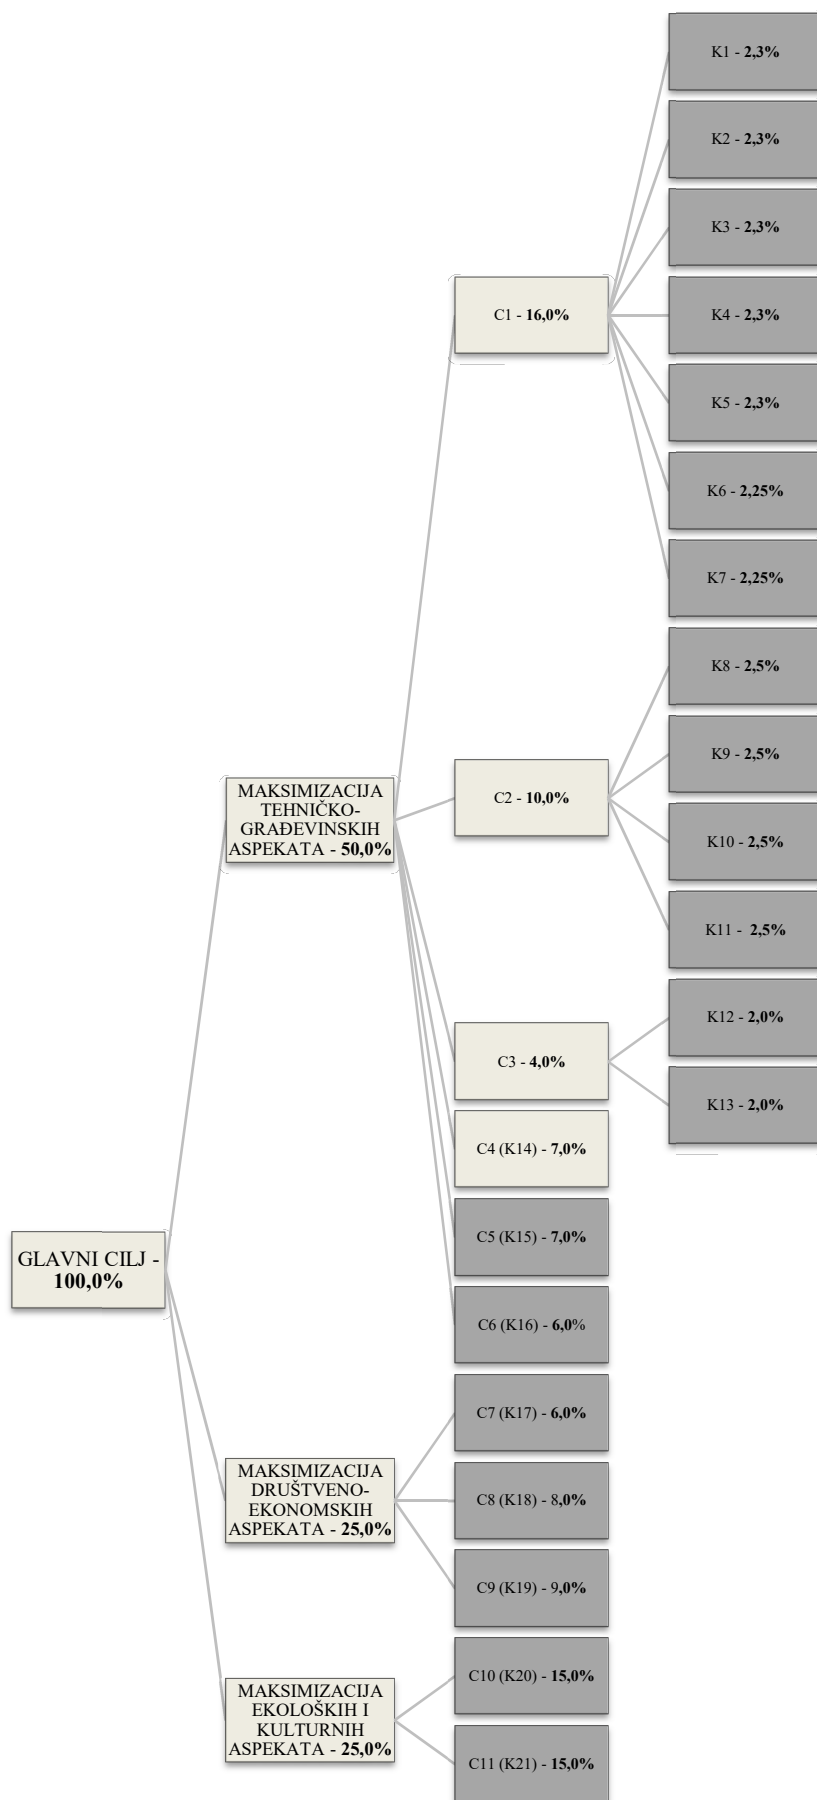 K1 - 2,3%
K2 - 2,3%
K3 - 2,3%
C1 - 16,0%
K4 - 2,3%
K5 - 2,3%
K6 - 2,25%
K7 - 2,25%
K8 - 2,5%
K9 - 2,5%
MAKSIMIZACIJA
TEHNIČKO-
GRAĐEVINSKIH
ASPEKATA - 50,0%
C2 - 10,0%
K10 - 2,5%
K11 - 2,5%
K12 - 2,0%
C3 - 4,0%
K13 - 2,0%
C4 (K14) - 7,0%
C5 (K15) - 7,0%
GLAVNI CILJ -
100,0%
C6 (K16) - 6,0%
C7 (K17) - 6,0%
MAKSIMIZACIJA
DRUŠTVENO-
EKONOMSKIH
ASPEKATA - 25,0%
C8 (K18) - 8,0%
C9 (K19) - 9,0%
C10 (K20) - 15,0%
MAKSIMIZACIJA
EKOLOŠKIH I
KULTURNIH
ASPEKATA - 25,0%
C11 (K21) - 15,0%